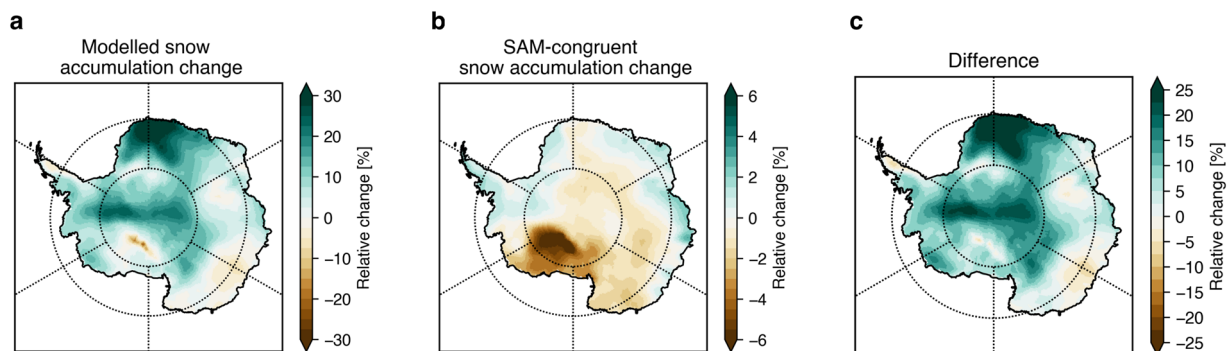 a
Modelled snow
accumulation change
30
20
10
0
−10
−20
−30
Relative change [%]
b
SAM-congruent
snow accumulation change
6
4
2
0
−2
−4
−6
Relative change [%]
c
Difference
25
20
15
10
5
0
−5
−10
−15
−20
−25
Relative change [%]